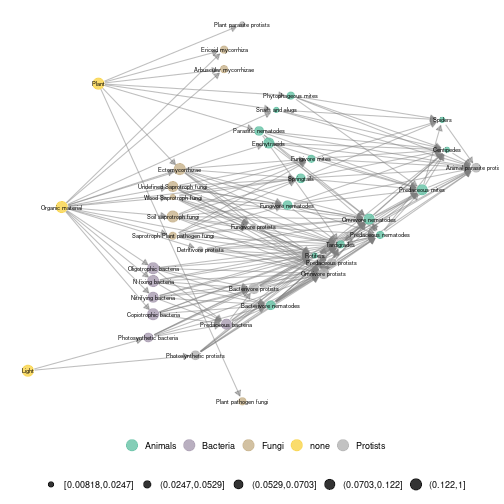 Plant parasite protists
Ericoid mycorrhiza
Arbuscular mycorrhizae
Plant
Phytophagous mites
Snails and slugs
Spiders
Parasitic nematodes
Enchytraeids
Centipedes
Fungivore mites
Animal parasite protists
Ectomycorrhizae
Springtails
Undefined Saprotroph fungi
Predaceous mites
Wood Saprotroph fungi
Organic material
Fungivore nematodes
Soil saprotroph fungi
Omnivore nematodes
Fungivore protists
Saprotroph/Plant pathogen fungi
Predaceous nematodes
Tardigrades
Detritivore protists
Rotifers
Predaceous protists
Oligotrophic bacteria
Omnivore protists
N fixing bacteria
Bacterivore protists
Nitrifying bacteria
Bacterivore nematodes
Copiotrophic bacteria
Predaceous bacteria
Photosynthetic bacteria
Photosynthetic protists
Light
Plant pathogen fungi
Animals Bacteria Fungi none Protists
[0.00818,0.0247] (0.0247,0.0529] (0.0529,0.0703] (0.0703,0.122] (0.122,1]